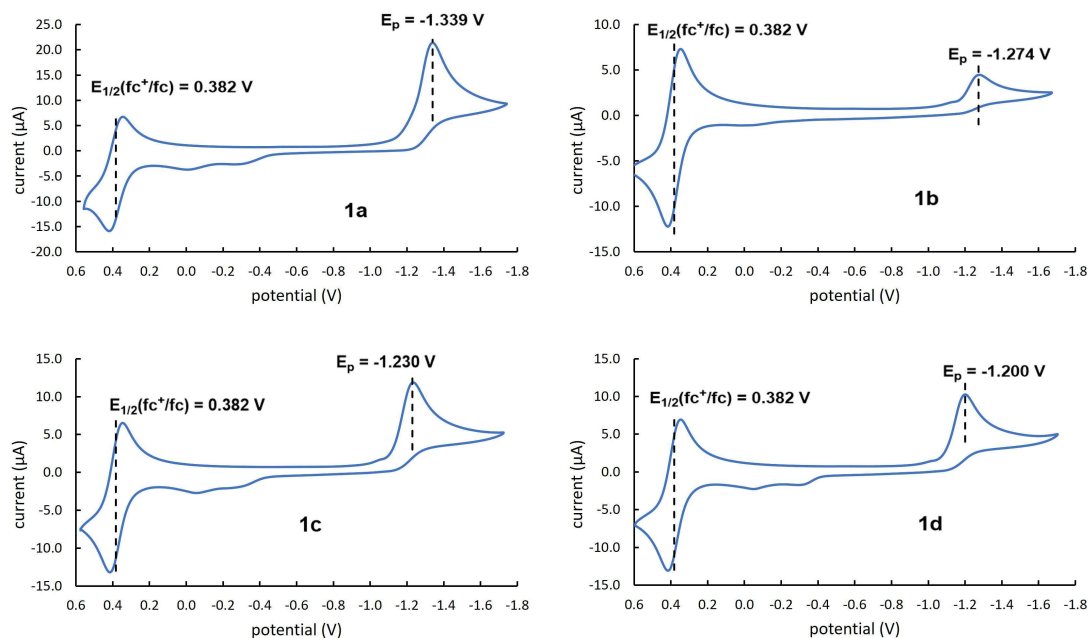 E_p = -1.339 V
E_1/2(fc⁺/fc) = 0.382 V
25.0
20.0
15.0
10.0
5.0
0.0
-5.0
-10.0
-15.0
20.0
current (µA)
1a
0.6 0.4 0.2 0.0 -0.2 -0.4 -0.6 -0.8 -1.0 -1.2 -1.4 -1.6 -1.8
potential (V)
E_1/2(fc⁺/fc) = 0.382 V
E_p = -1.274 V
10.0
5.0
0.0
-5.0
-10.0
-15.0
current (µA)
1b
0.6 0.4 0.2 0.0 -0.2 -0.4 -0.6 -0.8 -1.0 -1.2 -1.4 -1.6 -1.8
potential (V)
E_p = -1.230 V
E_1/2(fc⁺/fc) = 0.382 V
15.0
10.0
5.0
0.0
-5.0
-10.0
-15.0
current (µA)
1c
0.6 0.4 0.2 0.0 -0.2 -0.4 -0.6 -0.8 -1.0 -1.2 -1.4 -1.6 -1.8
potential (V)
E_p = -1.200 V
E_1/2(fc⁺/fc) = 0.382 V
15.0
10.0
5.0
0.0
-5.0
-10.0
-15.0
current (µA)
1d
0.6 0.4 0.2 0.0 -0.2 -0.4 -0.6 -0.8 -1.0 -1.2 -1.4 -1.6 -1.8
potential (V)